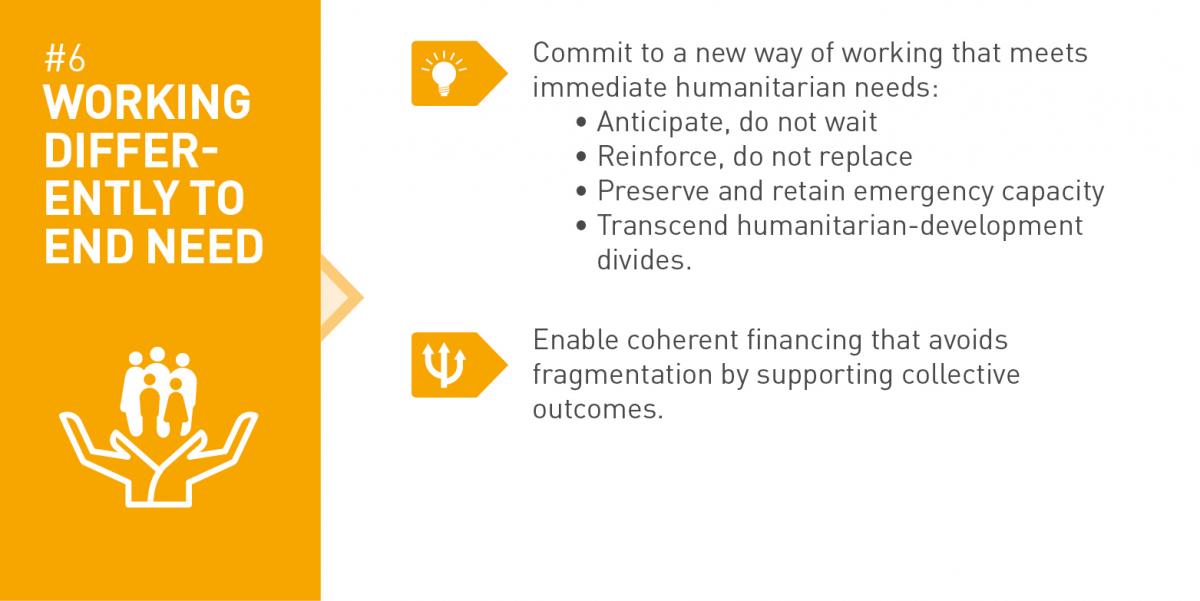 #6
WORKING
DIFFER-
ENTLY TO
END NEED
Commit to a new way of working that meets
immediate humanitarian needs:
• Anticipate, do not wait
• Reinforce, do not replace
• Preserve and retain emergency capacity
• Transcend humanitarian-development
divides.
Enable coherent financing that avoids
fragmentation by supporting collective
outcomes.